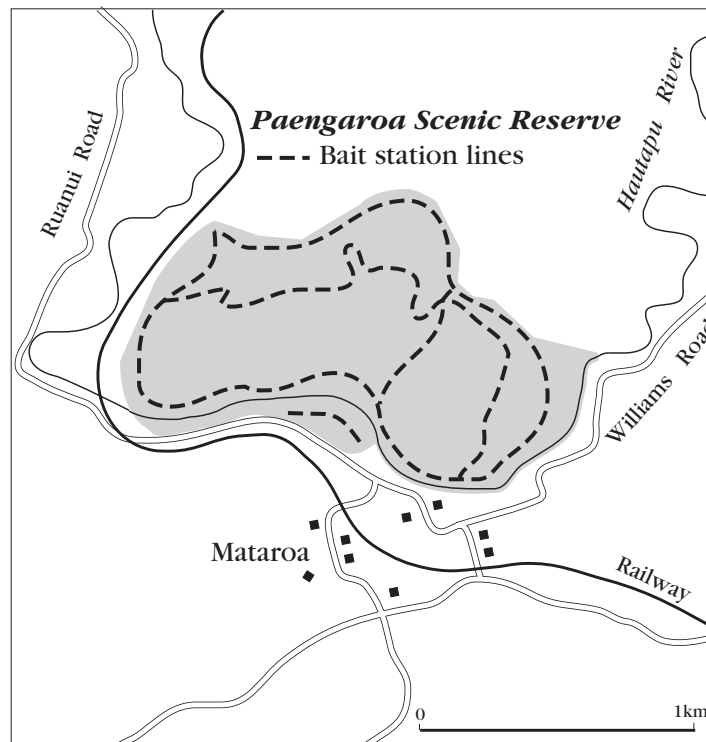 Paengaroa Scenic Reserve
Bait station lines
Ruanui Road
Hautapu River
Williams Road
Mataroa
Railway
0 1km